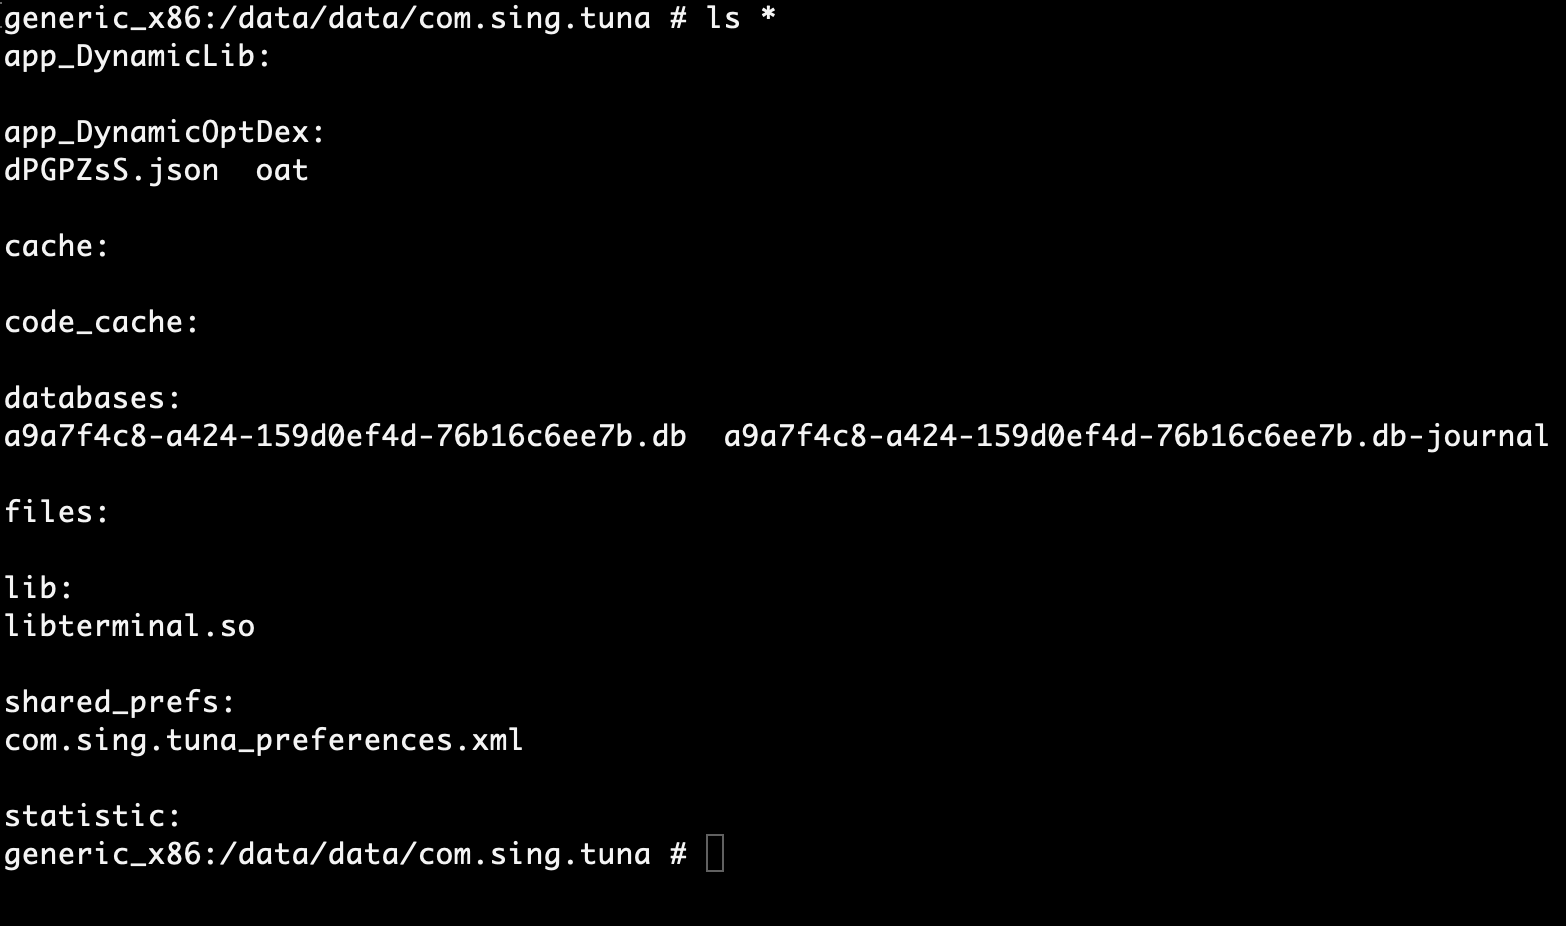 generic_x86:/data/data/com.sing.tuna # ls *
app_DynamicLib:
app_DynamicOptDex:
dPGPZsS.json  oat
cache:
code_cache:
databases:
a9a7f4c8-a424-159d0ef4d-76b16c6ee7b.db  a9a7f4c8-a424-159d0ef4d-76b16c6ee7b.db-journal
files:
lib:
libterminal.so
shared_prefs:
com.sing.tuna_preferences.xml
statistic:
generic_x86:/data/data/com.sing.tuna #